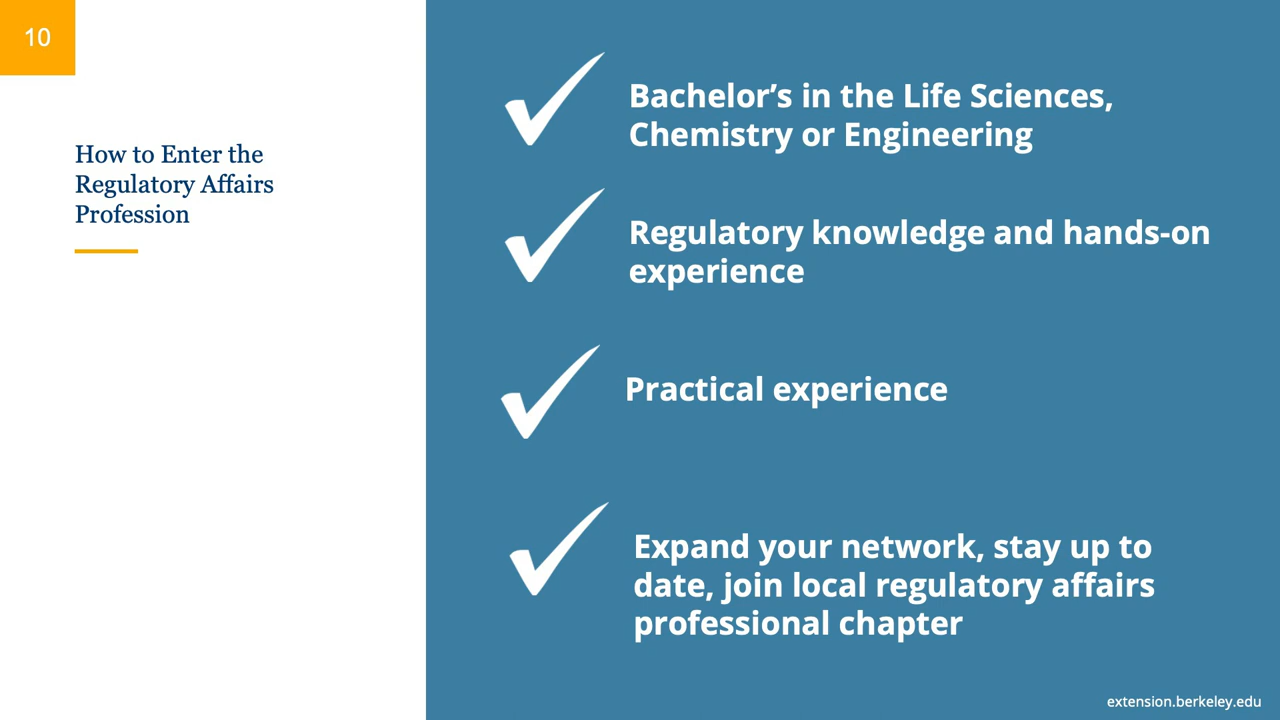 10
How to Enter the
Regulatory Affairs
Profession
Bachelor’s in the Life Sciences,
Chemistry or Engineering
Regulatory knowledge and hands-on
experience
Practical experience
Expand your network, stay up to
date, join local regulatory affairs
professional chapter
extension.berkeley.edu